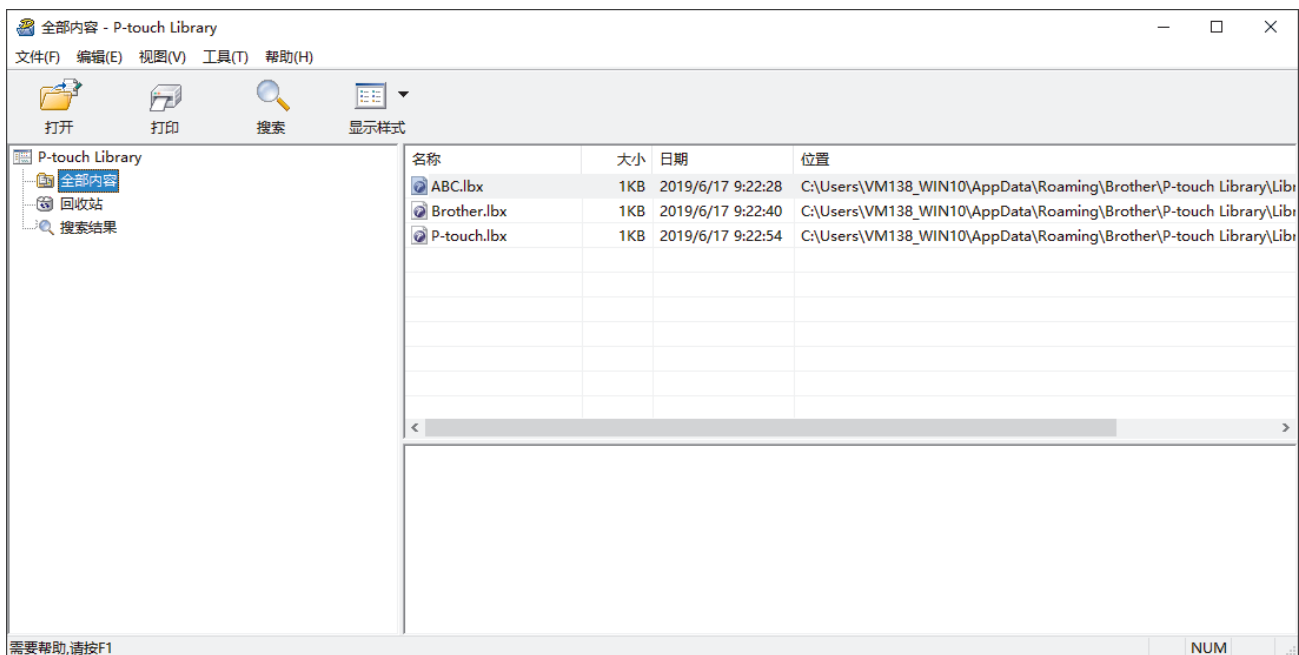 全部内容 - P-touch Library
文件(F) 编辑(E) 视图(V) 工具(T) 帮助(H)
打开 打印 搜索 显示样式
P-touch Library
全部内容
回收站
搜索结果
名称 大小 日期 位置
ABC.lbx 1KB 2019/6/17 9:22:28 C:\Users\VM138_WIN10\AppData\Roaming\Brother\P-touch Library\Libr
Brother.lbx 1KB 2019/6/17 9:22:40 C:\Users\VM138_WIN10\AppData\Roaming\Brother\P-touch Library\Libr
P-touch.lbx 1KB 2019/6/17 9:22:54 C:\Users\VM138_WIN10\AppData\Roaming\Brother\P-touch Library\Libr
需要帮助,请按F1 NUM